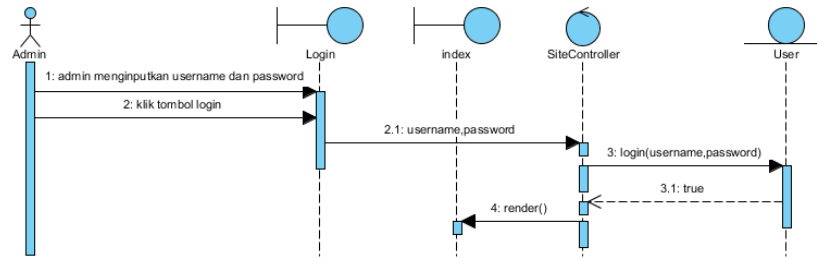 Admin
Login
index
SiteController
User
1: admin menginputkan username dan password
2: klik tombol login
2.1: username,password
3: login(username,password)
3.1: true
4: render()